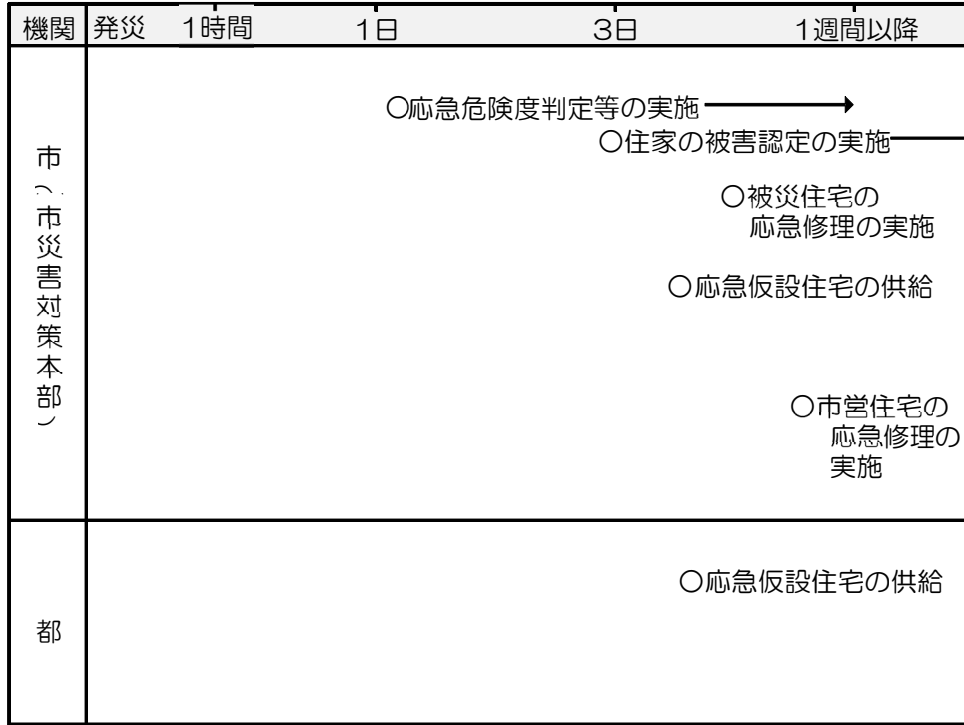 機関 発災 1時間 1日 3日 1週間以降
市（市災害対策本部）
○応急危険度判定等の実施
○住家の被害認定の実施
○被災住宅の
応急修理の実施
○応急仮設住宅の供給
○市営住宅の
応急修理の
実施
都
○応急仮設住宅の供給